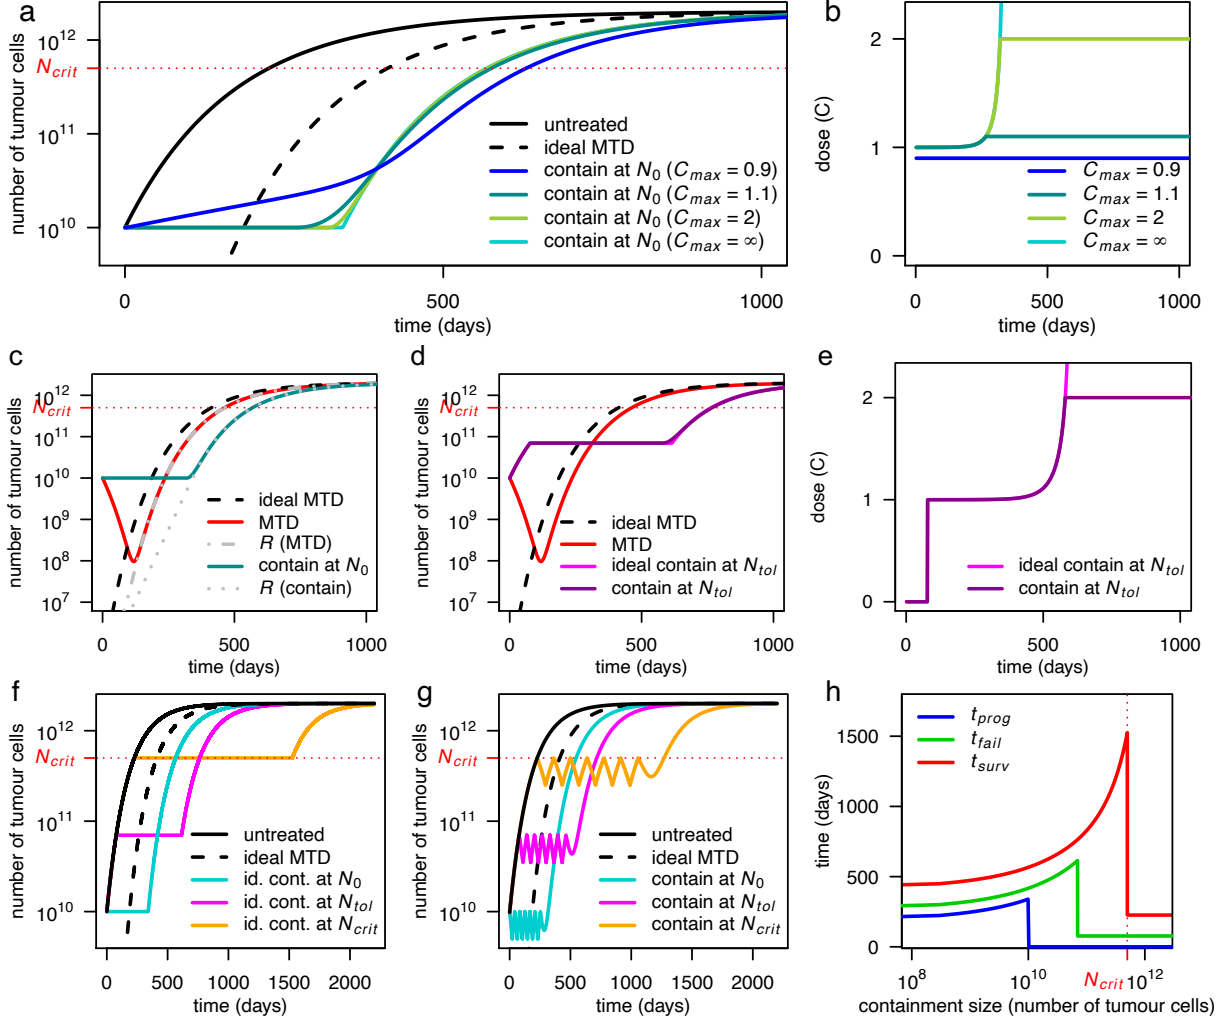 a
number of tumour cells
10^12
N_crit
10^11
10^10
0
500
1000
time (days)
untreated
ideal MTD
contain at N_0 (C_max = 0.9)
contain at N_0 (C_max = 1.1)
contain at N_0 (C_max = 2)
contain at N_0 (C_max = ∞)
b
dose (C)
2
1
0
0
500
1000
time (days)
C_max = 0.9
C_max = 1.1
C_max = 2
C_max = ∞
c
number of tumour cells
10^12
N_crit
10^11
10^10
10^9
10^8
10^7
0
500
1000
time (days)
ideal MTD
MTD
R (MTD)
contain at N_0
R (contain)
d
number of tumour cells
10^12
N_crit
10^11
10^10
10^9
10^8
10^7
0
500
1000
time (days)
ideal MTD
MTD
ideal contain at N_tol
contain at N_tol
e
dose (C)
2
1
0
0
500
1000
time (days)
ideal contain at N_tol
contain at N_tol
f
number of tumour cells
10^12
N_crit
10^11
10^10
0
500
1000
1500
2000
time (days)
untreated
ideal MTD
id. cont. at N_0
id. cont. at N_tol
id. cont. at N_crit
g
number of tumour cells
10^12
N_crit
10^11
10^10
0
500
1000
1500
2000
time (days)
untreated
ideal MTD
contain at N_0
contain at N_tol
contain at N_crit
h
time (days)
1500
1000
500
0
t_prog
t_fail
t_surv
10^8
10^10
N_crit
10^12
containment size (number of tumour cells)